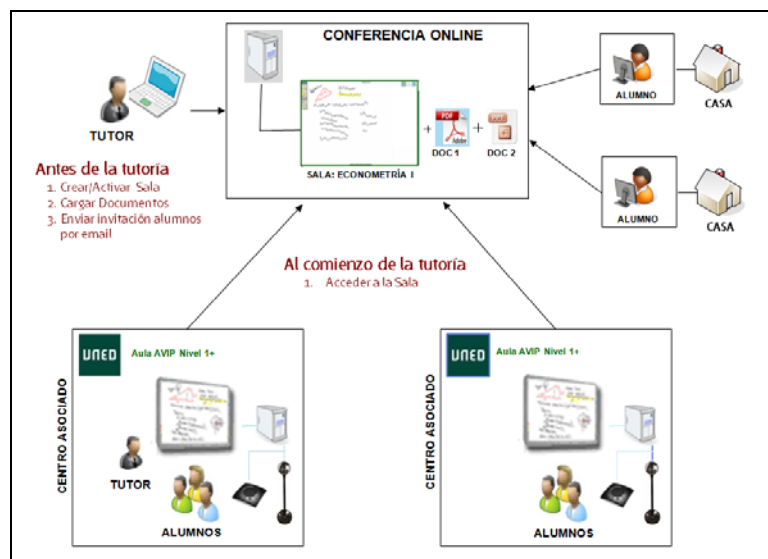 CONFERENCIA ONLINE
TUTOR
Antes de la tutoría
1. Crear/Activar Sala
2. Cargar Documentos
3. Enviar invitación alumnos
por email
PDF
Adobe
DOC 1
DOC 2
SALA: ECONOMETRÍA I
ALUMNO
CASA
ALUMNO
CASA
Al comienzo de la tutoría
1. Acceder a la Sala
CENTRO ASOCIADO
UNED
Aula AVIP Nivel 1+
TUTOR
ALUMNOS
CENTRO ASOCIADO
UNED
Aula AVIP Nivel 1+
ALUMNOS